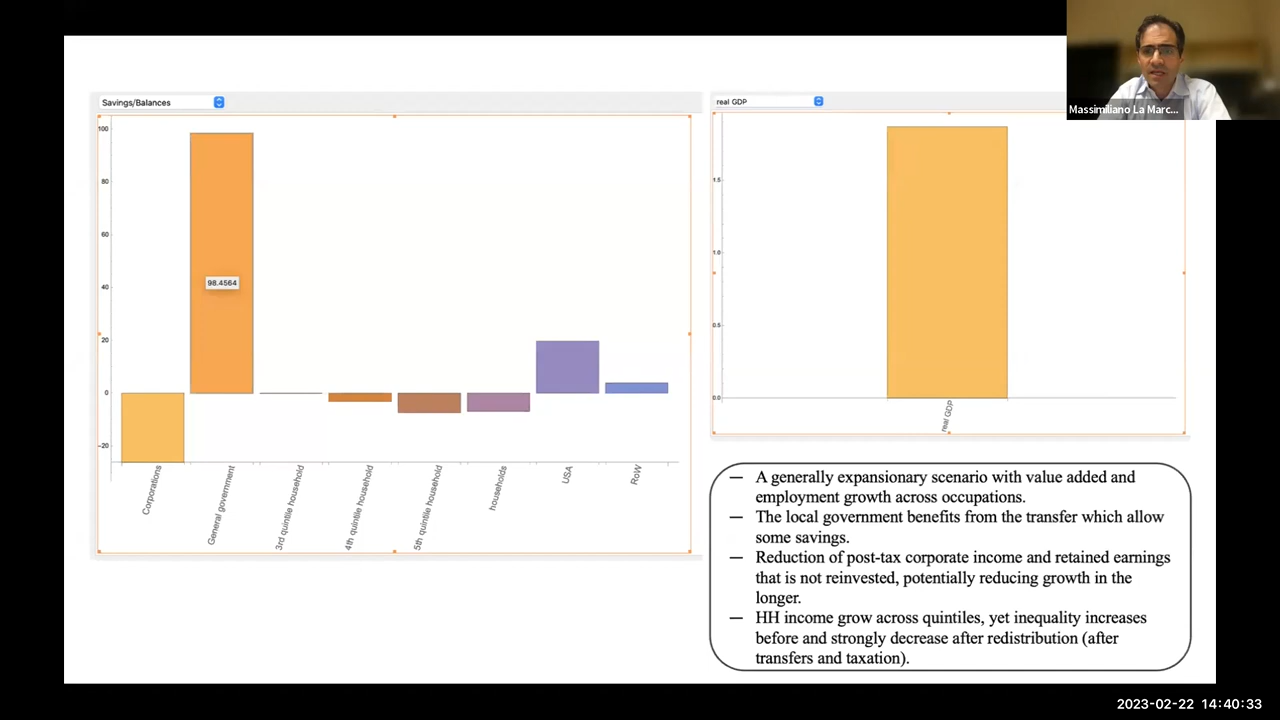 Savings/Balances
100
80
60
40
20
0
-20
98.4564
Corporations
General government
3rd quintile household
4th quintile household
5th quintile household
households
USA
RoW
real GDP
1.5
1.0
0.5
0.0
real GDP
Massimiliano La Marc...
— A generally expansionary scenario with value added and
employment growth across occupations.
— The local government benefits from the transfer which allow
some savings.
— Reduction of post-tax corporate income and retained earnings
that is not reinvested, potentially reducing growth in the
longer.
— HH income grow across quintiles, yet inequality increases
before and strongly decrease after redistribution (after
transfers and taxation).
2023-02-22 14:40:33